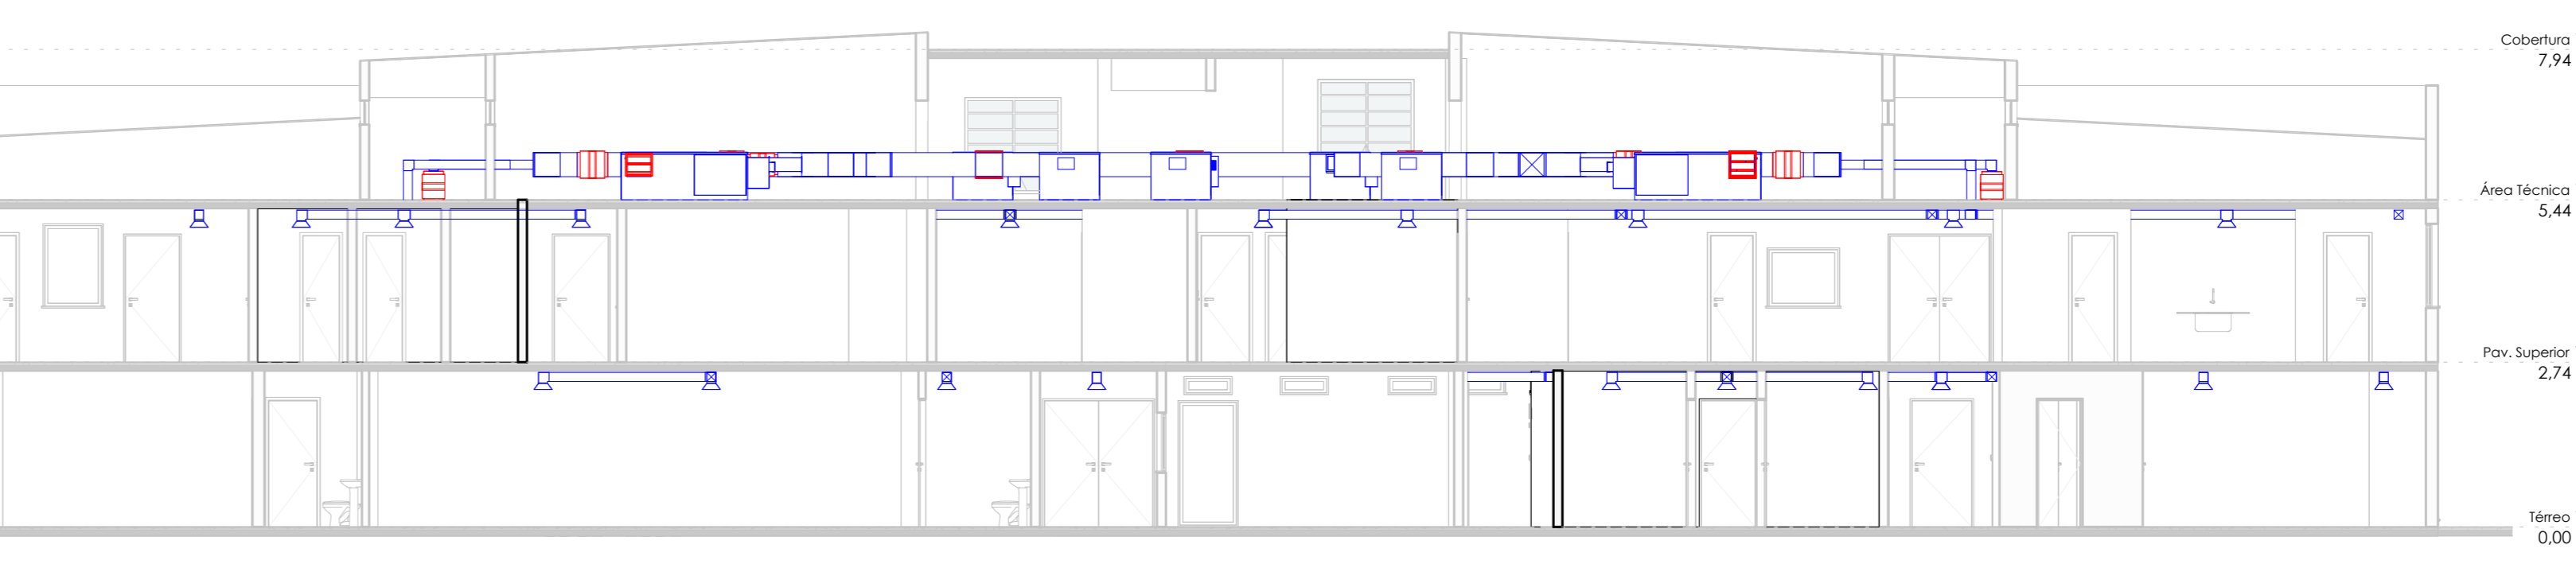 Cobertura
7,94
Área Técnica
5,44
Pav. Superior
2,74
Térreo
0,00